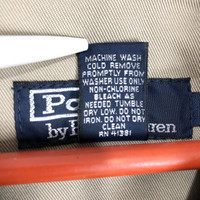 MACHINE WASH
COLD REMOVE
PROMPTLY FROM
WASHER USE ONLY
NON-CHLORINE
BLEACH AS
NEEDED TUMBLE
DRY LOW. DO NOT
IRON. DO NOT DRY
CLEAN
RN 41381
Po
by R
ren